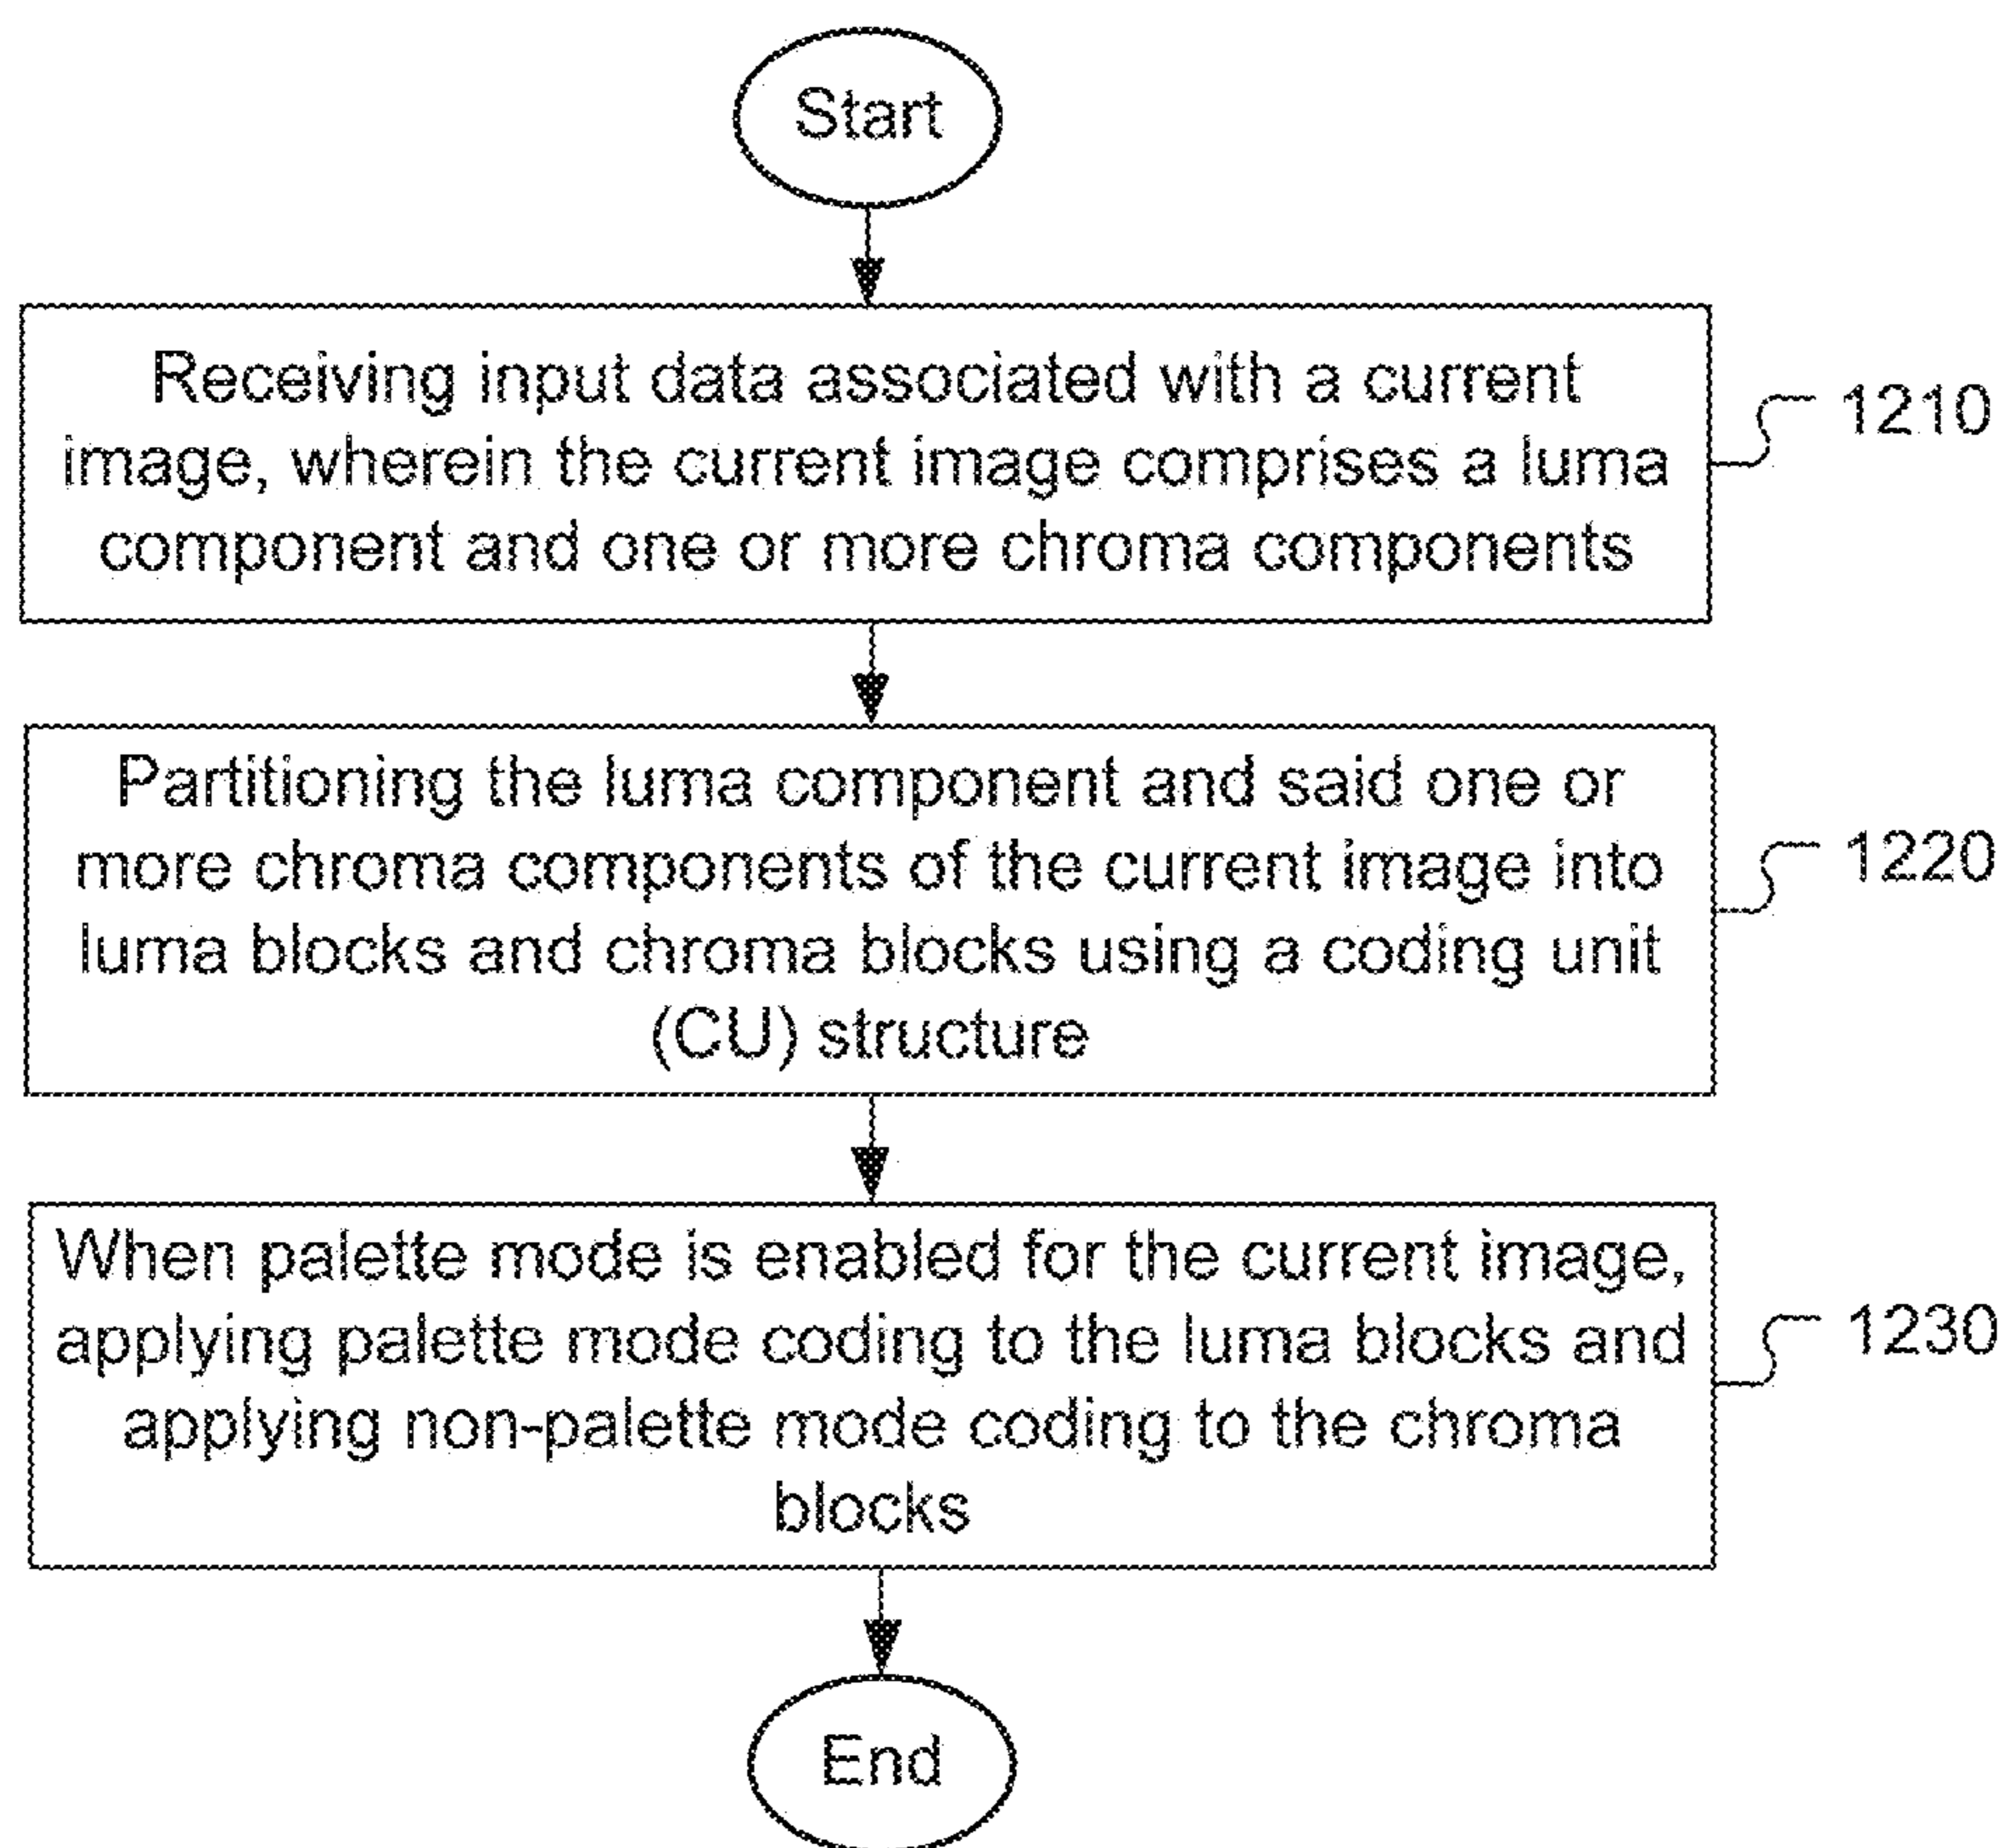 Start
Receiving input data associated with a current
image, wherein the current image comprises a luma
component and one or more chroma components
1210
Partitioning the luma component and said one or
more chroma components of the current image into
luma blocks and chroma blocks using a coding unit
(CU) structure
1220
When palette mode is enabled for the current image,
applying palette mode coding to the luma blocks and
applying non-palette mode coding to the chroma
blocks
1230
End